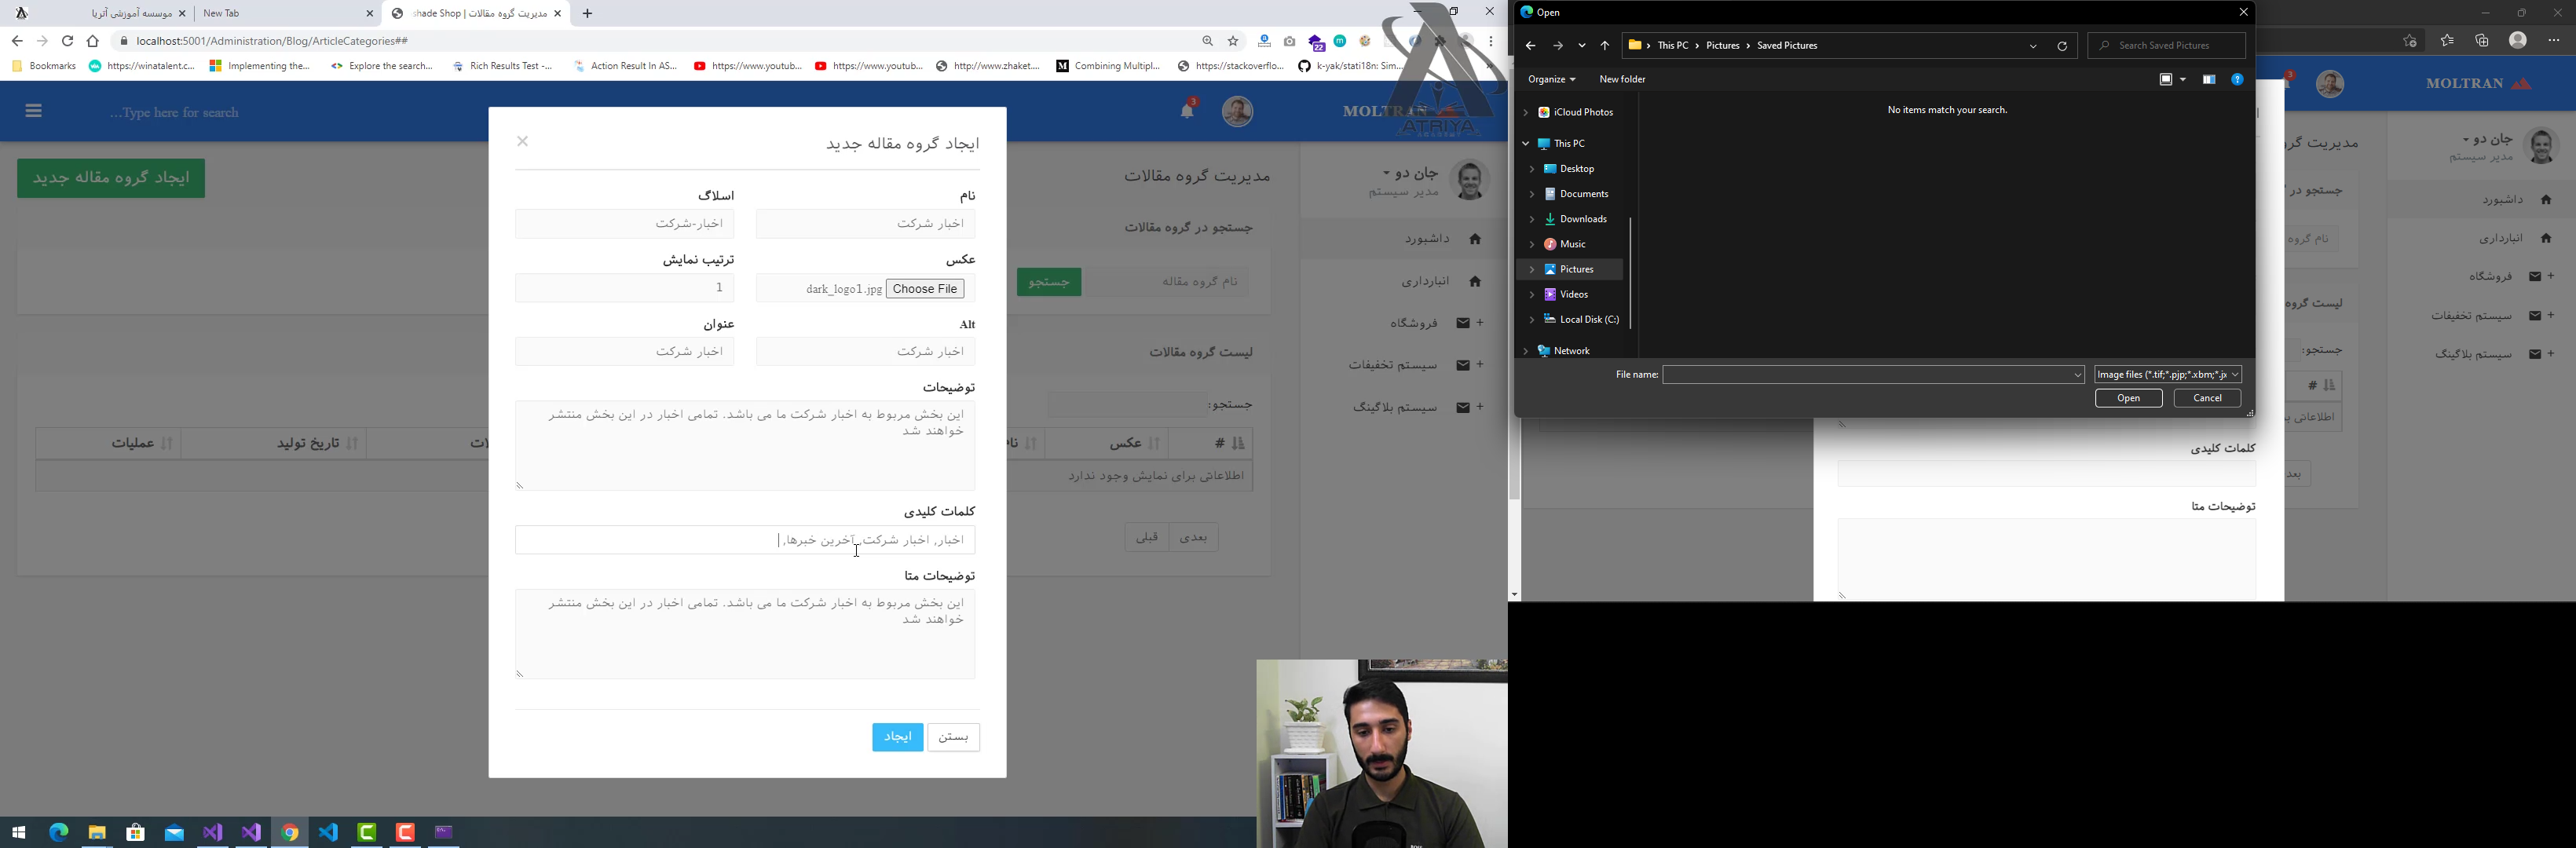 موسسه آموزشی آتریا
New Tab
مدیریت گروه مقالات | shade Shop
localhost:5001/Administration/Blog/ArticleCategories##
22
Bookmarks
https://winatalent.c...
Implementing the...
Explore the search...
Rich Results Test -...
Action Result In AS...
https://www.youtub...
https://www.youtub...
http://www.zhaket....
Combining Multipl...
https://stackoverflo...
k-yak/stati18n: Sim...
...Type here for search
3
MOLTRAN
ATRIYA
ACADEMY
جان دو
مدیر سیستم
داشبورد
انبارداری
فروشگاه
سیستم تخفیفات
سیستم بلاگینگ
مدیریت گروه مقالات
ایجاد گروه مقاله جدید
جستجو در گروه مقالات
نام گروه مقاله
جستجو
لیست گروه مقالات
جستجو:
#
عکس
تاریخ تولید
عملیات
اطلاعاتی برای نمایش وجود ندارد
بعدی
قبلی
ایجاد گروه مقاله جدید
نام
اسلاگ
اخبار شرکت
اخبار-شرکت
عکس
ترتیب نمایش
Choose File dark_logo1.jpg
1
Alt
عنوان
اخبار شرکت
اخبار شرکت
توضیحات
این بخش مربوط به اخبار شرکت ما می باشد. تمامی اخبار در این بخش منتشر
خواهند شد
کلمات کلیدی
اخبار, اخبار شرکت, آخرین خبرها,
توضیحات متا
این بخش مربوط به اخبار شرکت ما می باشد. تمامی اخبار در این بخش منتشر
خواهند شد
بستن
ایجاد
Open
This PC
Pictures
Saved Pictures
Search Saved Pictures
Organize
New folder
No items match your search.
iCloud Photos
This PC
Desktop
Documents
Downloads
Music
Pictures
Videos
Local Disk (C:)
Network
File name:
Image files (*.tif;*.pjp;*.xbm;*.jx
Open
Cancel
3
MOLTRAN
جان دو
مدیر سیستم
داشبورد
انبارداری
فروشگاه
سیستم تخفیفات
سیستم بلاگینگ
مدیریت گرو
جستجو در
نام گروه
لیست گروه
جستجو:
#
اطلاعاتی بر
بعد
کلمات کلیدی
توضیحات متا